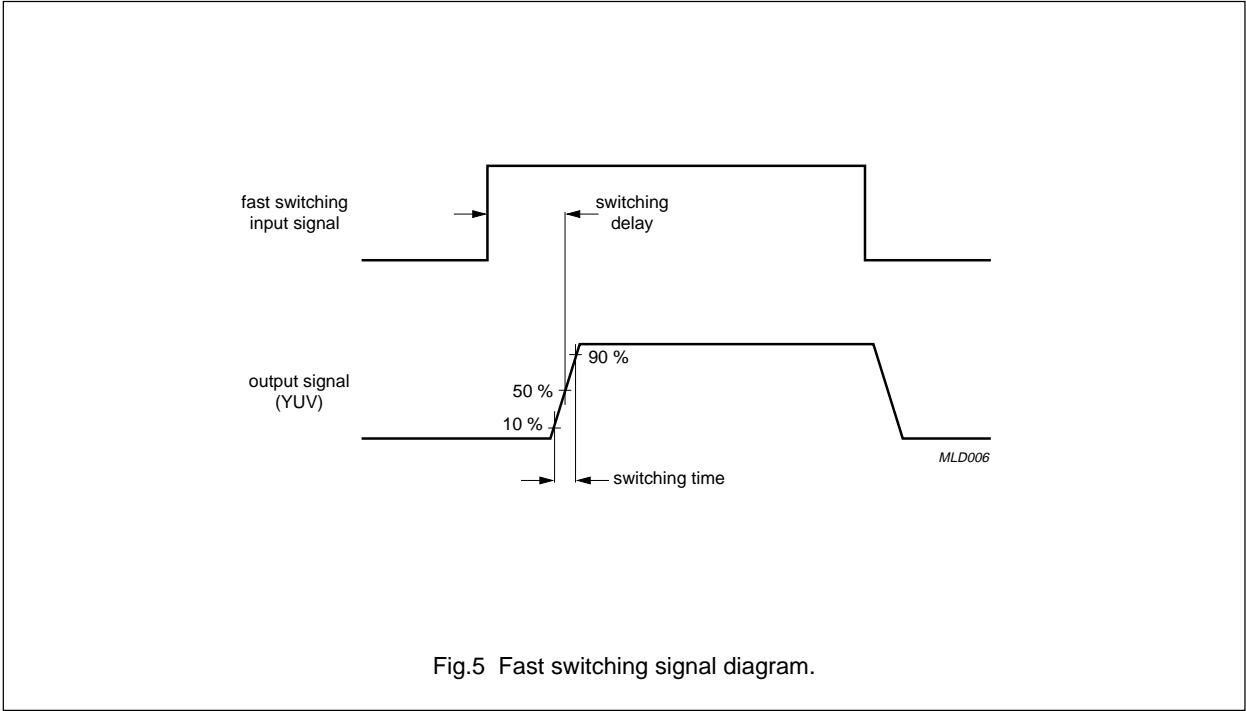 fast switching
input signal
switching
delay
90 %
output signal
(YUV)
50 %
10 %
MLD006
switching time
Fig.5 Fast switching signal diagram.